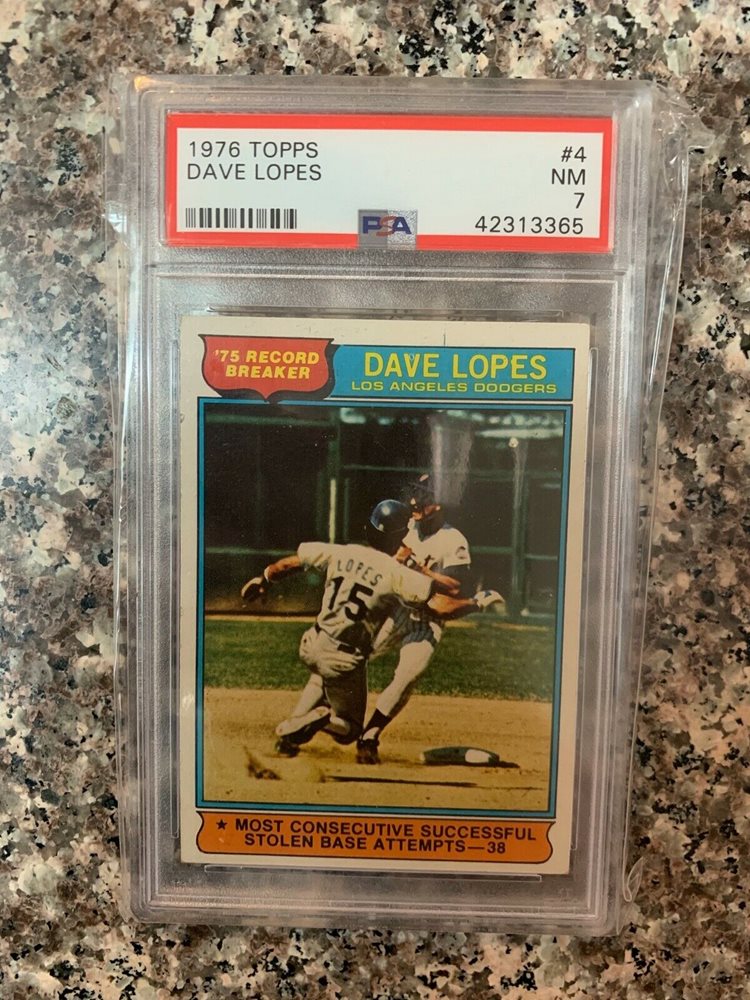 1976 TOPPS #4
DAVE LOPES NM
7
PSA 42313365
'75 RECORD
BREAKER
DAVE LOPES
LOS ANGELES DODGERS
LOPES
15
★ MOST CONSECUTIVE SUCCESSFUL
STOLEN BASE ATTEMPTS—38